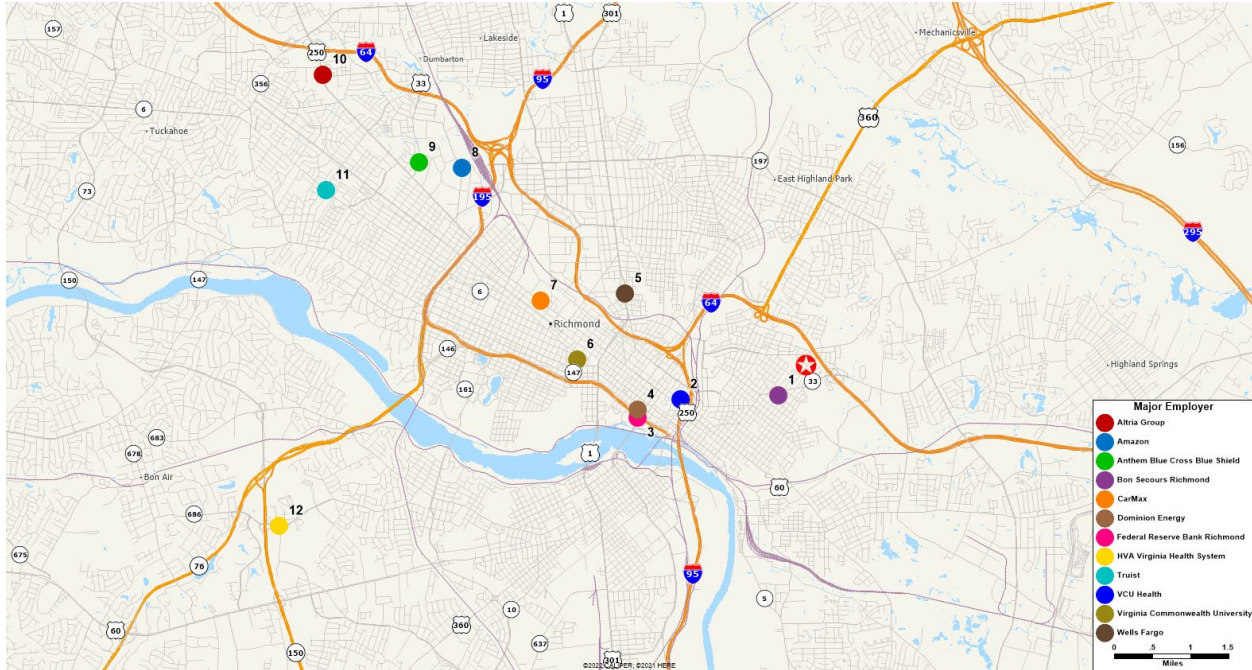 157
1
301
Lakeside
Mechanicsville
250
64
10
Dumbarton
33
95
356
6
360
Tuckahoe
156
9
8
197
East Highland Park
11
73
195
295
150
147
6
7
5
64
Richmond
6
147
146
161
Highland Springs
1
33
2
4
250
3
1
683
678
Bon Air
60
12
686
675
76
95
5
10
60
360
150
637
301
©2022 CALIPER; ©2021 HERE
Major Employer
Altria Group
Amazon
Anthem Blue Cross Blue Shield
Bon Secours Richmond
CarMax
Dominion Energy
Federal Reserve Bank Richmond
HVA Virginia Health System
Truist
VCU Health
Virginia Commonwealth University
Wells Fargo
0 .5 1 1.5
Miles